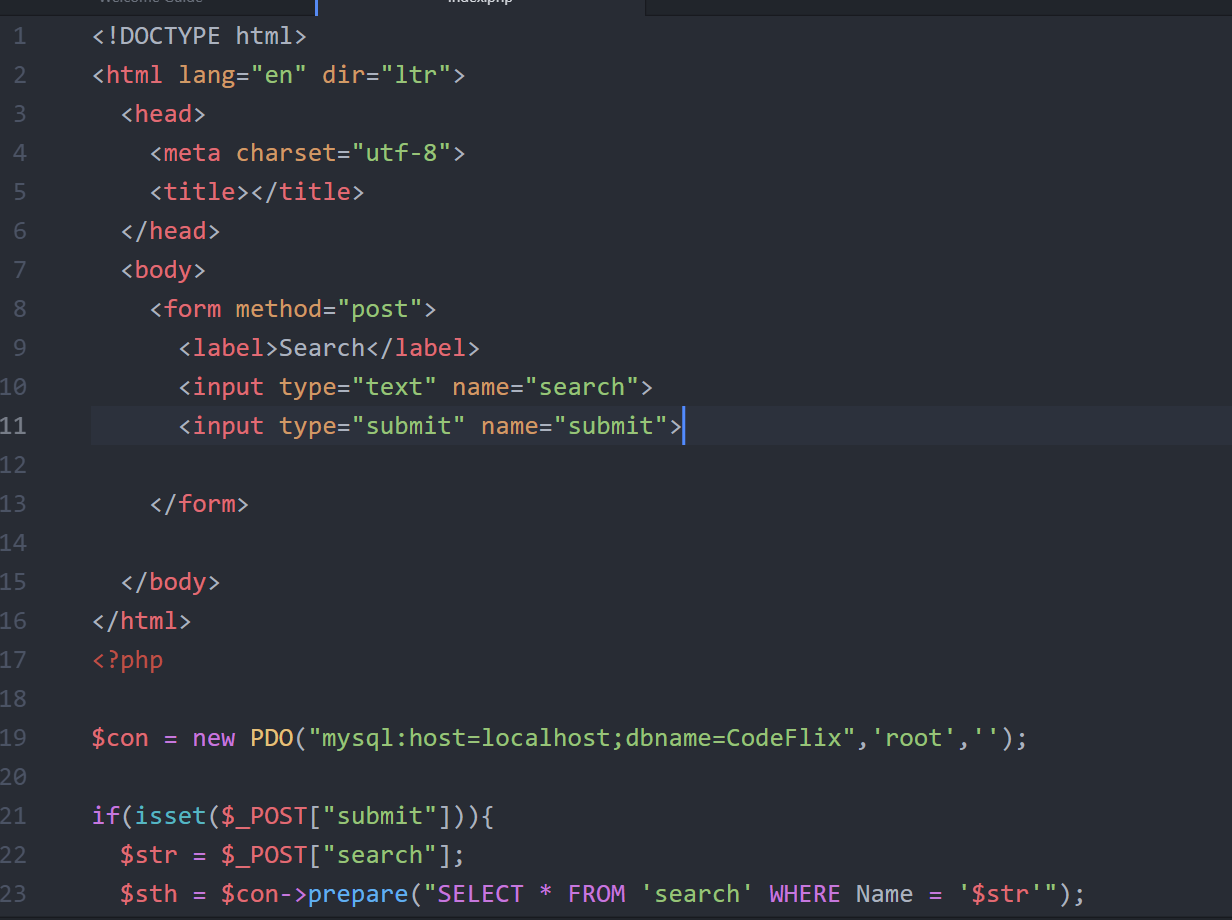 Welcome Guide
index.php
1 <!DOCTYPE html>
2 <html lang="en" dir="ltr">
3   <head>
4     <meta charset="utf-8">
5     <title></title>
6   </head>
7   <body>
8     <form method="post">
9       <label>Search</label>
10       <input type="text" name="search">
11       <input type="submit" name="submit">
12
13     </form>
14
15   </body>
16 </html>
17 <?php
18
19 $con = new PDO("mysql:host=localhost;dbname=CodeFlix",'root','');
20
21 if(isset($_POST["submit"])){
22   $str = $_POST["search"];
23   $sth = $con->prepare("SELECT * FROM 'search' WHERE Name = '$str'");